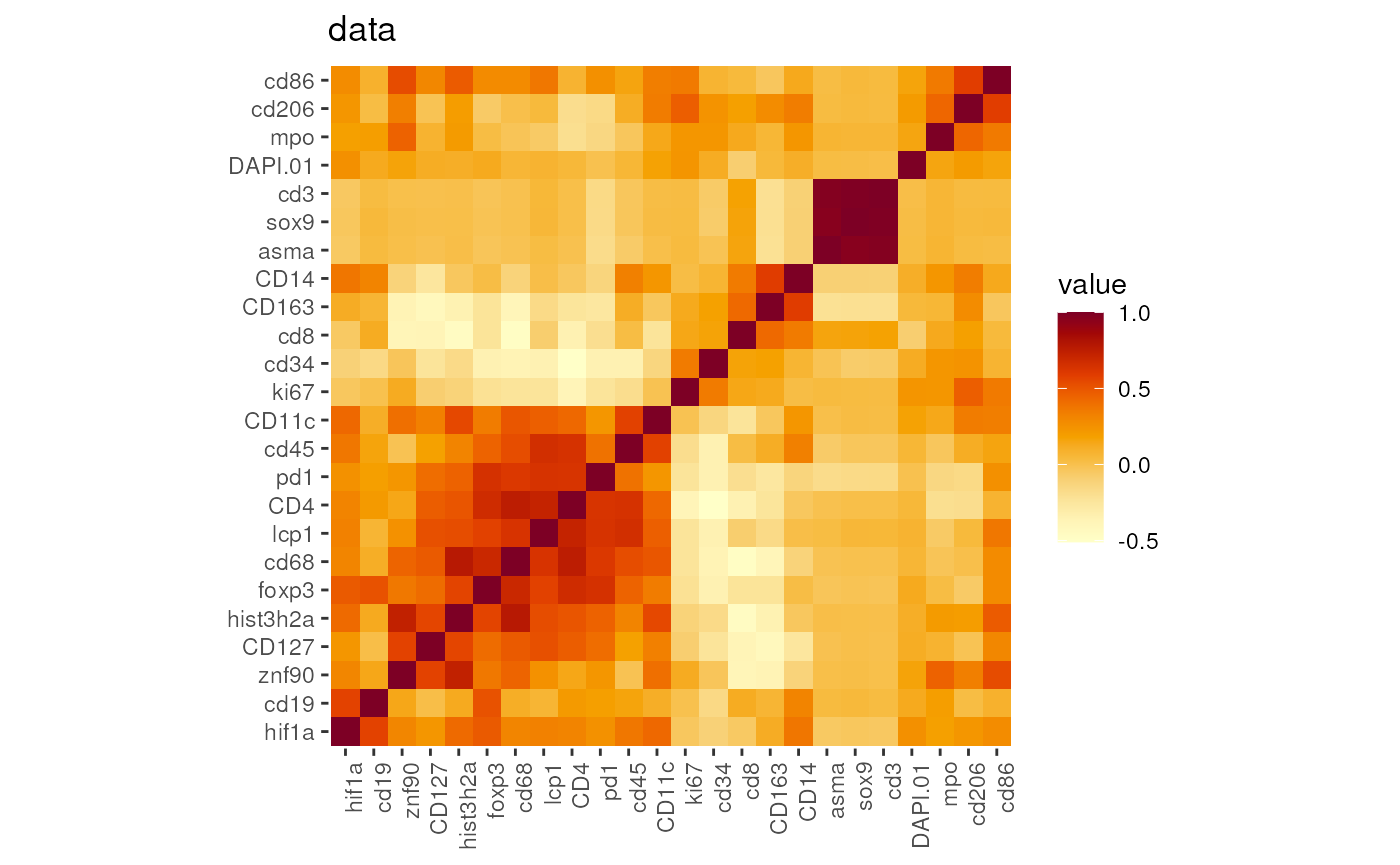 data
cd86
cd206
mpo
DAPI.01
cd3
sox9
asma
CD14
CD163
cd8
cd34
ki67
CD11c
cd45
pd1
CD4
lcp1
cd68
foxp3
hist3h2a
CD127
znf90
cd19
hif1a
hif1a
cd19
znf90
CD127
hist3h2a
foxp3
cd68
lcp1
CD4
pd1
cd45
CD11c
ki67
cd34
cd8
CD163
CD14
asma
sox9
cd3
DAPI.01
mpo
cd206
cd86
value
1.0
0.5
0.0
-0.5